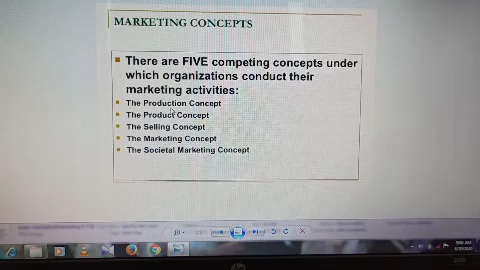 MARKETING CONCEPTS
There are FIVE competing concepts under
which organizations conduct their
marketing activities:
The Production Concept
The Product Concept
The Selling Concept
The Marketing Concept
The Societal Marketing Concept
hp